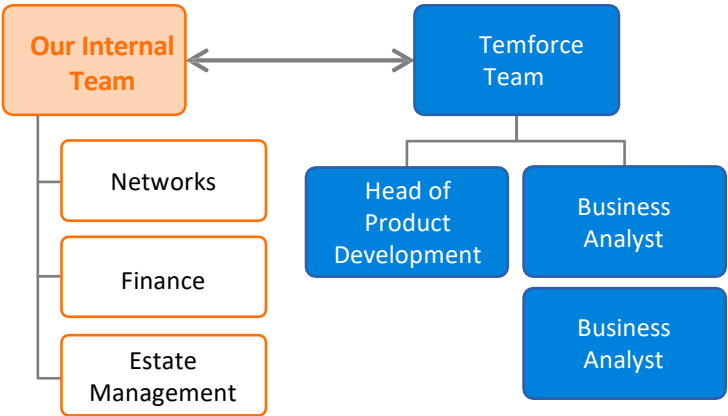 Our Internal
Team
Temforce
Team
Networks
Finance
Estate
Management
Head of
Product
Development
Business
Analyst
Business
Analyst